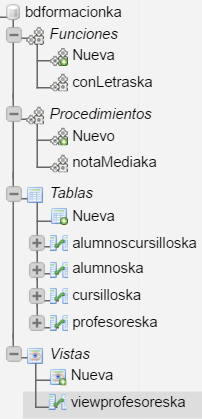 bdformacionka
Funciones
Nueva
conLetraska
Procedimientos
Nuevo
notaMediaka
Tablas
Nueva
alumnoscursilloska
alumnoska
cursilloska
profesoreska
Vistas
Nueva
viewprofesoreska